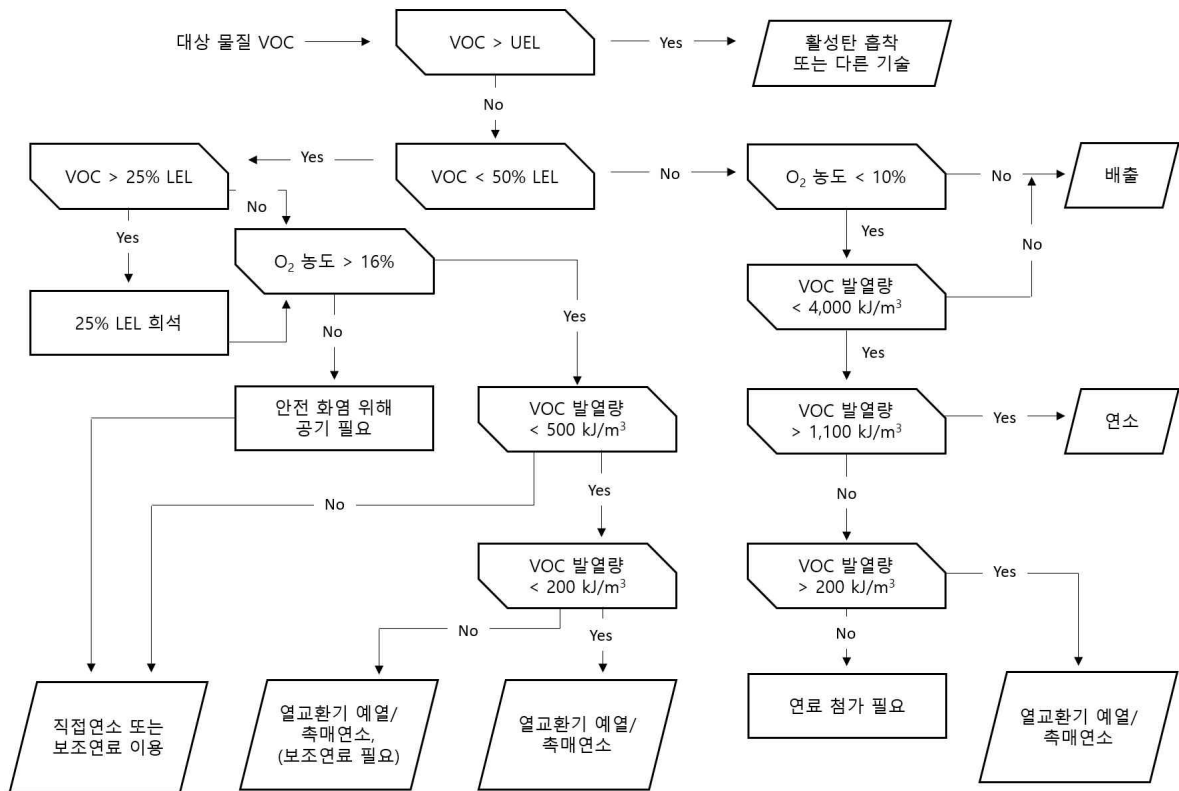 대상 물질 VOC
VOC > UEL
Yes
활성탄 흡착
또는 다른 기술
No
VOC > 25% LEL
Yes
VOC < 50% LEL
No
O₂ 농도 < 10%
No
배출
No
Yes
Yes
No
O₂ 농도 > 16%
VOC 발열량
< 4,000 kJ/m³
25% LEL 희석
No
Yes
Yes
안전 화염 위해
공기 필요
VOC 발열량
< 500 kJ/m³
VOC 발열량
> 1,100 kJ/m³
Yes
연소
No
Yes
No
VOC 발열량
< 200 kJ/m³
VOC 발열량
> 200 kJ/m³
Yes
No
Yes
No
직접연소 또는
보조연료 이용
열교환기 예열/
촉매연소,
(보조연료 필요)
열교환기 예열/
촉매연소
연료 첨가 필요
열교환기 예열/
촉매연소